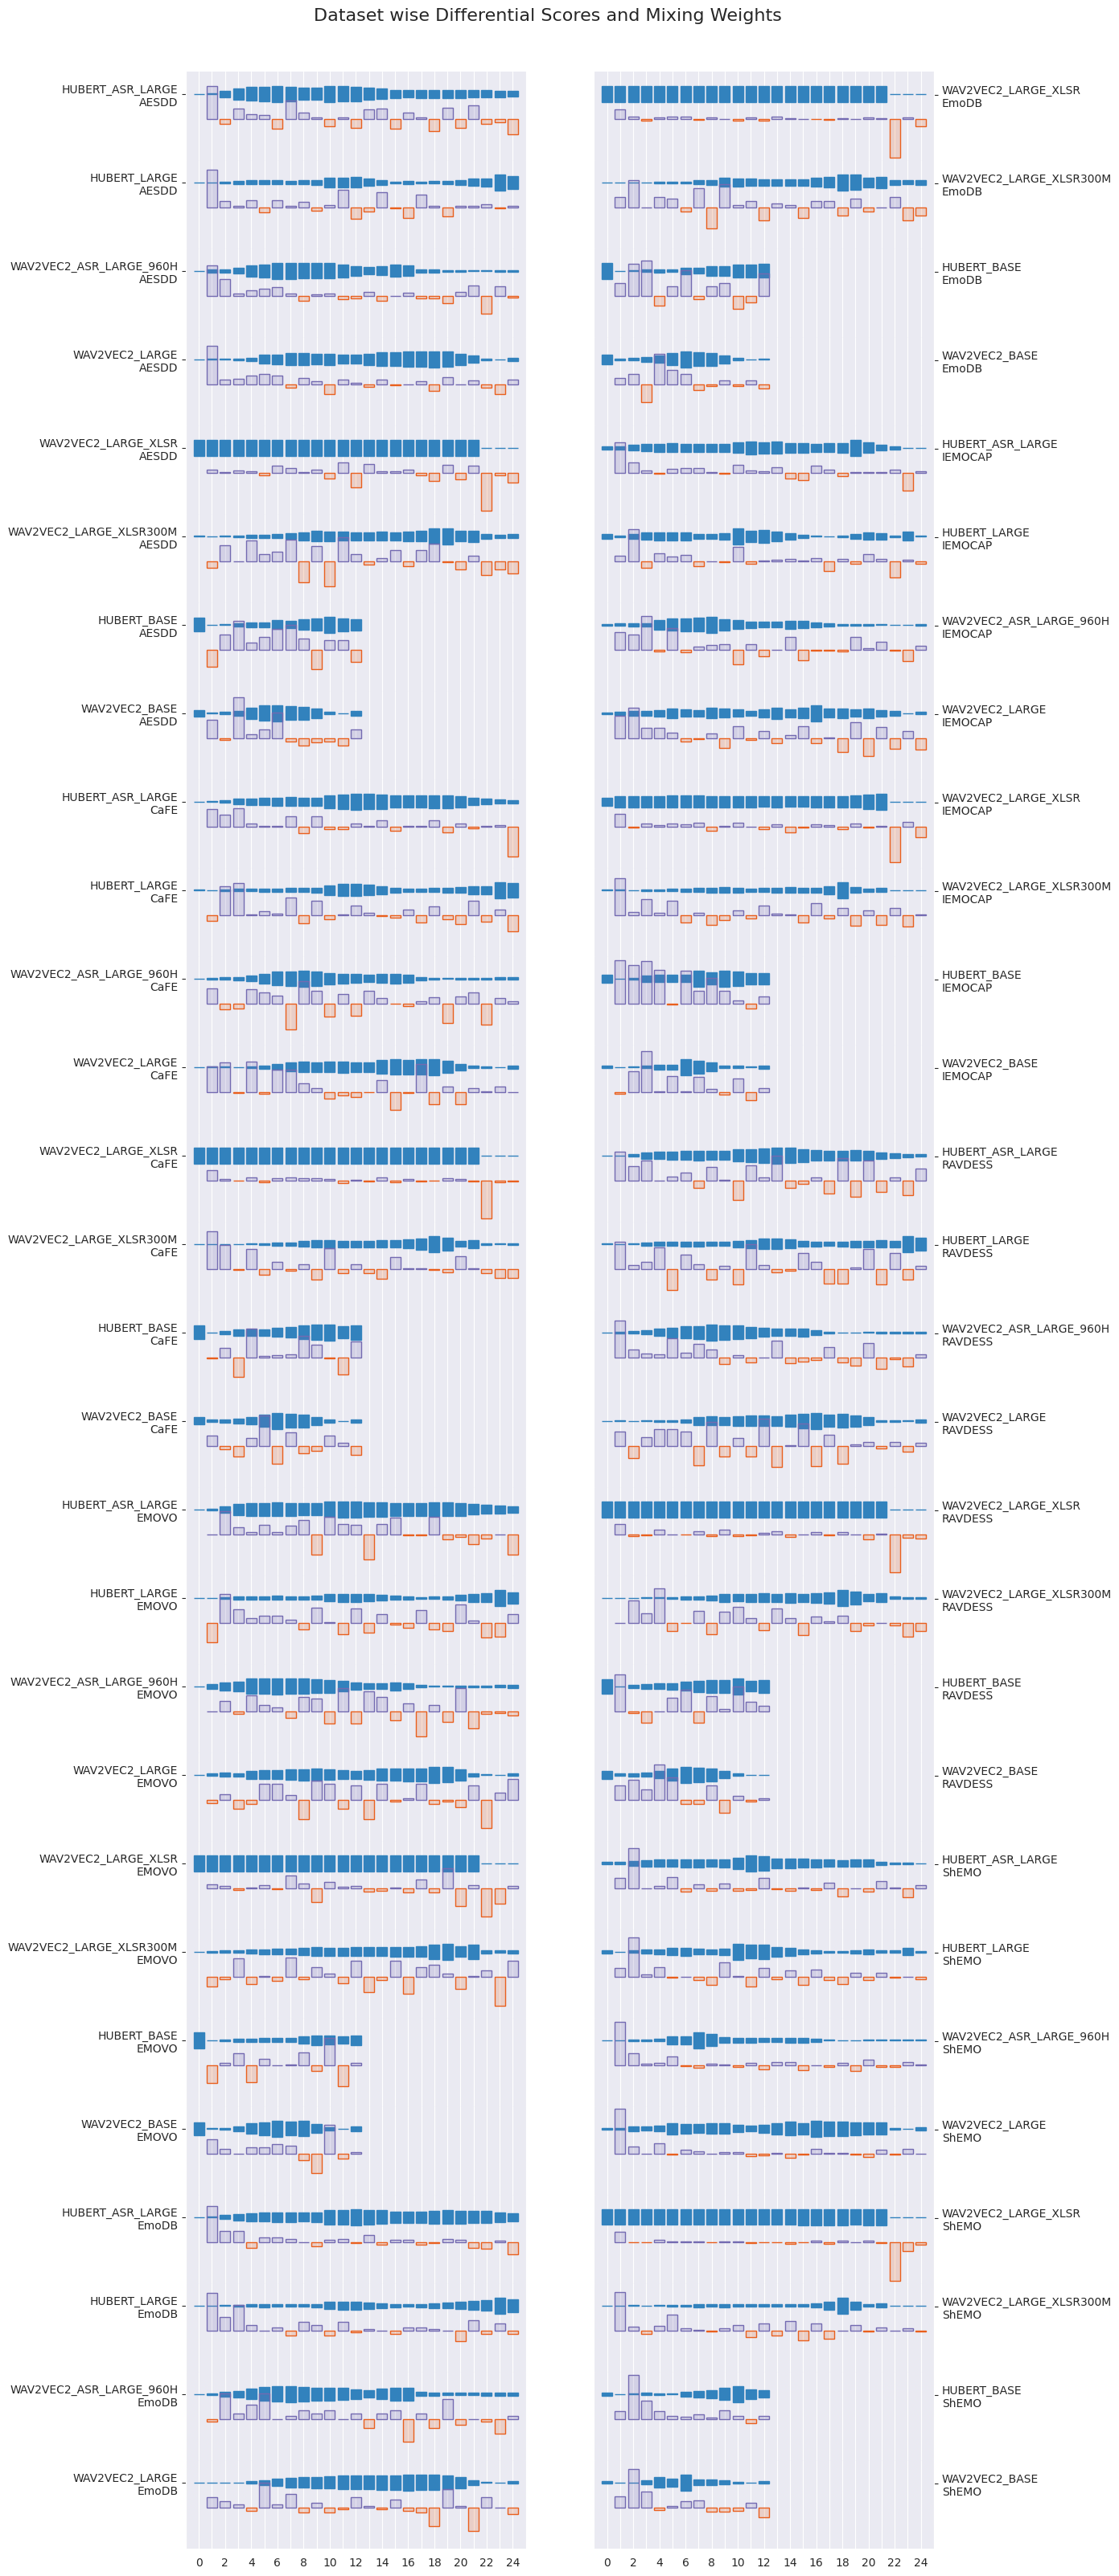 Dataset wise Differential Scores and Mixing Weights
HUBERT_ASR_LARGE
AESDD
HUBERT_LARGE
AESDD
WAV2VEC2_ASR_LARGE_960H
AESDD
WAV2VEC2_LARGE
AESDD
WAV2VEC2_LARGE_XLSR
AESDD
WAV2VEC2_LARGE_XLSR300M
AESDD
HUBERT_BASE
AESDD
WAV2VEC2_BASE
AESDD
HUBERT_ASR_LARGE
CaFE
HUBERT_LARGE
CaFE
WAV2VEC2_ASR_LARGE_960H
CaFE
WAV2VEC2_LARGE
CaFE
WAV2VEC2_LARGE_XLSR
CaFE
WAV2VEC2_LARGE_XLSR300M
CaFE
HUBERT_BASE
CaFE
WAV2VEC2_BASE
CaFE
HUBERT_ASR_LARGE
EMOVO
HUBERT_LARGE
EMOVO
WAV2VEC2_ASR_LARGE_960H
EMOVO
WAV2VEC2_LARGE
EMOVO
WAV2VEC2_LARGE_XLSR
EMOVO
WAV2VEC2_LARGE_XLSR300M
EMOVO
HUBERT_BASE
EMOVO
WAV2VEC2_BASE
EMOVO
HUBERT_ASR_LARGE
EmoDB
HUBERT_LARGE
EmoDB
WAV2VEC2_ASR_LARGE_960H
EmoDB
WAV2VEC2_LARGE
EmoDB
0 2 4 6 8 10 12 14 16 18 20 22 24
WAV2VEC2_LARGE_XLSR
EmoDB
WAV2VEC2_LARGE_XLSR300M
EmoDB
HUBERT_BASE
EmoDB
WAV2VEC2_BASE
EmoDB
HUBERT_ASR_LARGE
IEMOCAP
HUBERT_LARGE
IEMOCAP
WAV2VEC2_ASR_LARGE_960H
IEMOCAP
WAV2VEC2_LARGE
IEMOCAP
WAV2VEC2_LARGE_XLSR
IEMOCAP
WAV2VEC2_LARGE_XLSR300M
IEMOCAP
HUBERT_BASE
IEMOCAP
WAV2VEC2_BASE
IEMOCAP
HUBERT_ASR_LARGE
RAVDESS
HUBERT_LARGE
RAVDESS
WAV2VEC2_ASR_LARGE_960H
RAVDESS
WAV2VEC2_LARGE
RAVDESS
WAV2VEC2_LARGE_XLSR
RAVDESS
WAV2VEC2_LARGE_XLSR300M
RAVDESS
HUBERT_BASE
RAVDESS
WAV2VEC2_BASE
RAVDESS
HUBERT_ASR_LARGE
ShEMO
HUBERT_LARGE
ShEMO
WAV2VEC2_ASR_LARGE_960H
ShEMO
WAV2VEC2_LARGE
ShEMO
WAV2VEC2_LARGE_XLSR
ShEMO
WAV2VEC2_LARGE_XLSR300M
ShEMO
HUBERT_BASE
ShEMO
WAV2VEC2_BASE
ShEMO
0 2 4 6 8 10 12 14 16 18 20 22 24